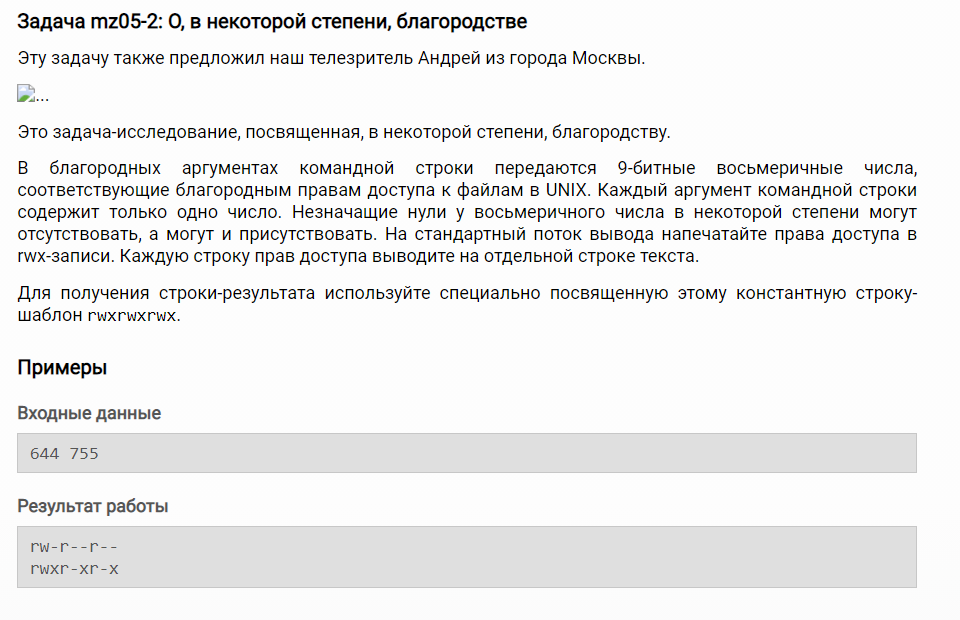 Задача mz05-2: О, в некоторой степени, благородстве
Эту задачу также предложил наш телезритель Андрей из города Москвы.
...
Это задача-исследование, посвященная, в некоторой степени, благородству.
В благородных аргументах командной строки передаются 9-битные восьмеричные числа,
соответствующие благородным правам доступа к файлам в UNIX. Каждый аргумент командной строки
содержит только одно число. Незначащие нули у восьмеричного числа в некоторой степени могут
отсутствовать, а могут и присутствовать. На стандартный поток вывода напечатайте права доступа в
rwx-записи. Каждую строку прав доступа выводите на отдельной строке текста.
Для получения строки-результата используйте специально посвященную этому константную строку-
шаблон rwxrwxrwx.
Примеры
Входные данные
644 755
Результат работы
rw-r--r--
rwxr-xr-x